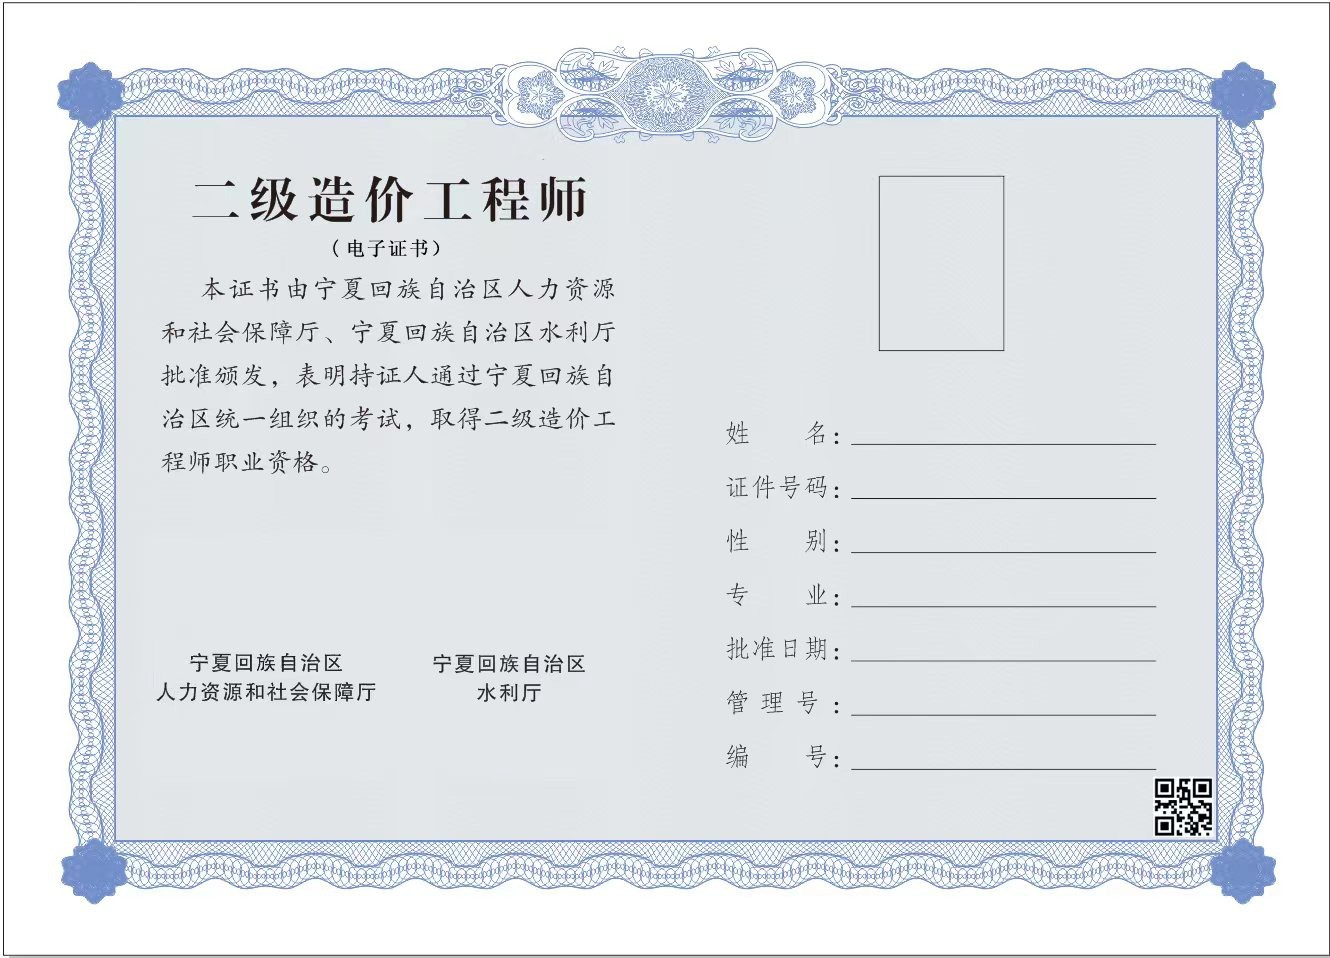 二级造价工程师
（电子证书）
本证书由宁夏回族自治区人力资源
和社会保障厅、宁夏回族自治区水利厅
批准颁发，表明持证人通过宁夏回族自
治区统一组织的考试，取得二级造价工
程师职业资格。
宁夏回族自治区
人力资源和社会保障厅
宁夏回族自治区
水利厅
姓名：
证件号码：
性别：
专业：
批准日期：
管理号：
编号：